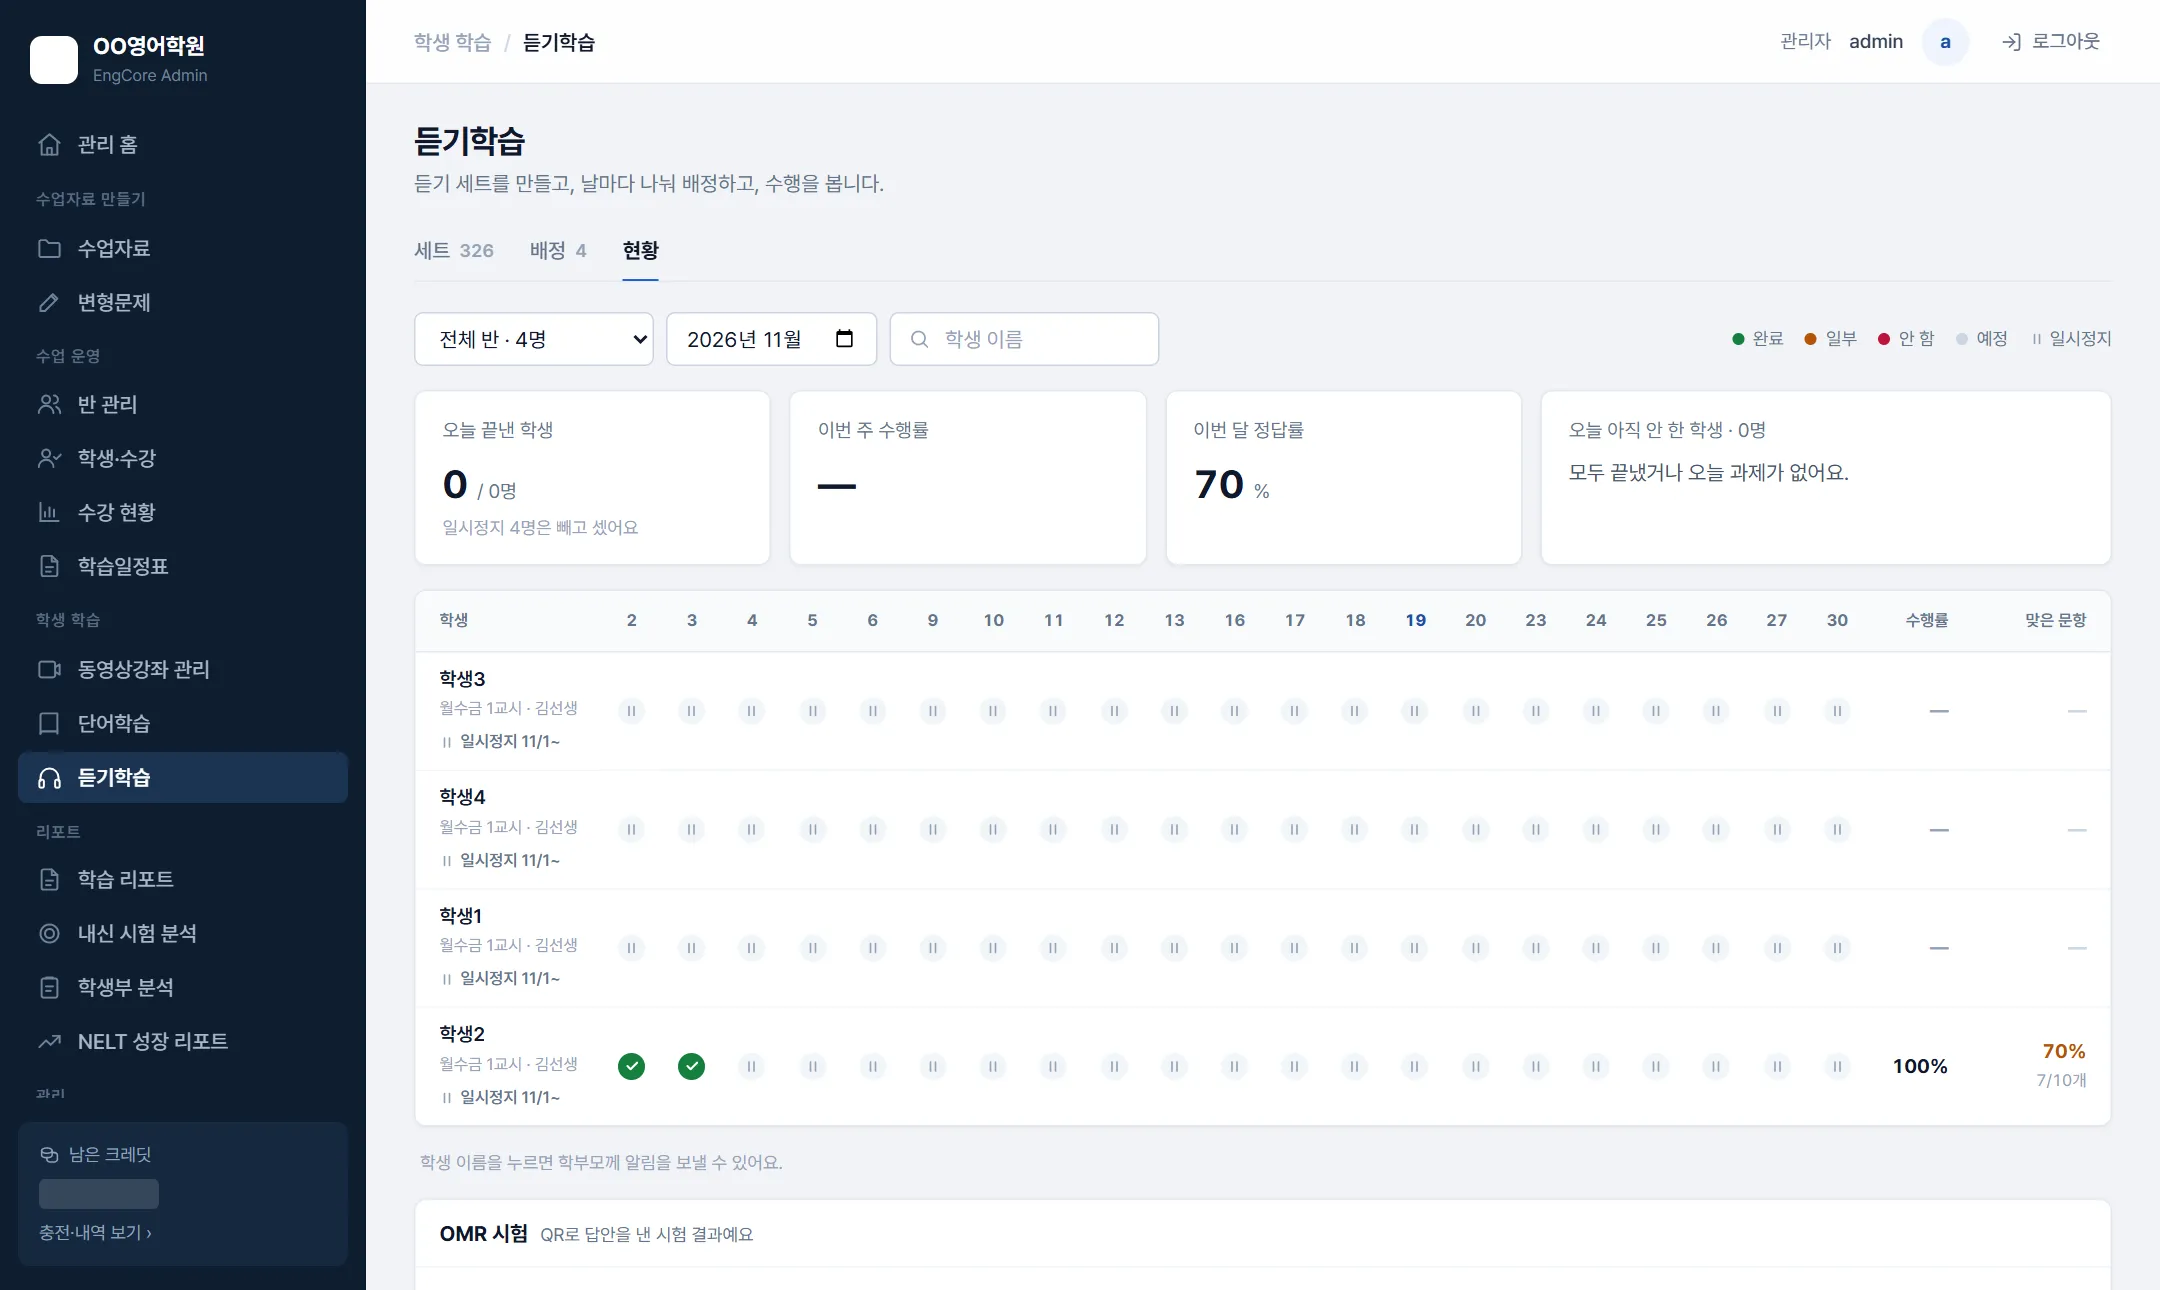 OO영어학원
EngCore Admin
관리 홈
수업자료 만들기
수업자료
변형문제
수업 운영
반 관리
학생·수강
수강 현황
학습일정표
학생 학습
동영상강좌 관리
단어학습
듣기학습
리포트
학습 리포트
내신 시험 분석
학생부 분석
NELT 성장 리포트
관리
남은 크레딧
충전·내역 보기 ›
학생 학습 / 듣기학습
관리자 admin a 로그아웃
듣기학습
듣기 세트를 만들고, 날마다 나눠 배정하고, 수행을 봅니다.
세트 326 배정 4 현황
전체 반 · 4명 2026년 11월 학생 이름
완료 일부 안 함 예정 일시정지
오늘 끝낸 학생
0 / 0명
일시정지 4명은 빼고 셌어요
이번 주 수행률
—
이번 달 정답률
70 %
오늘 아직 안 한 학생 · 0명
모두 끝냈거나 오늘 과제가 없어요.
학생 2 3 4 5 6 9 10 11 12 13 16 17 18 19 20 23 24 25 26 27 30 수행률 맞은 문항
학생3
월수금 1교시 · 김선생
일시정지 11/1~
— —
학생4
월수금 1교시 · 김선생
일시정지 11/1~
— —
학생1
월수금 1교시 · 김선생
일시정지 11/1~
— —
학생2
월수금 1교시 · 김선생
일시정지 11/1~
100% 70%
7/10개
학생 이름을 누르면 학부모께 알림을 보낼 수 있어요.
OMR 시험 QR로 답안을 낸 시험 결과예요